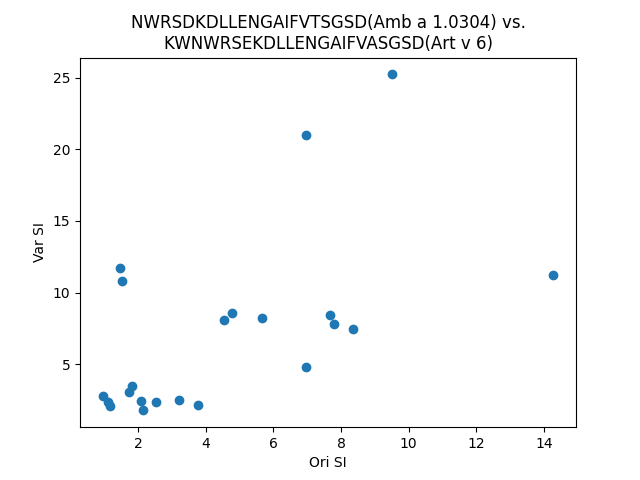 NWRSDKDLLENGAIFVTSGSD(Amb a 1.0304) vs.
KWNWRSEKDLLENGAIFVASGSD(Art v 6)
25
20
15
10
5
Var SI
2 4 6 8 10 12 14
Ori SI